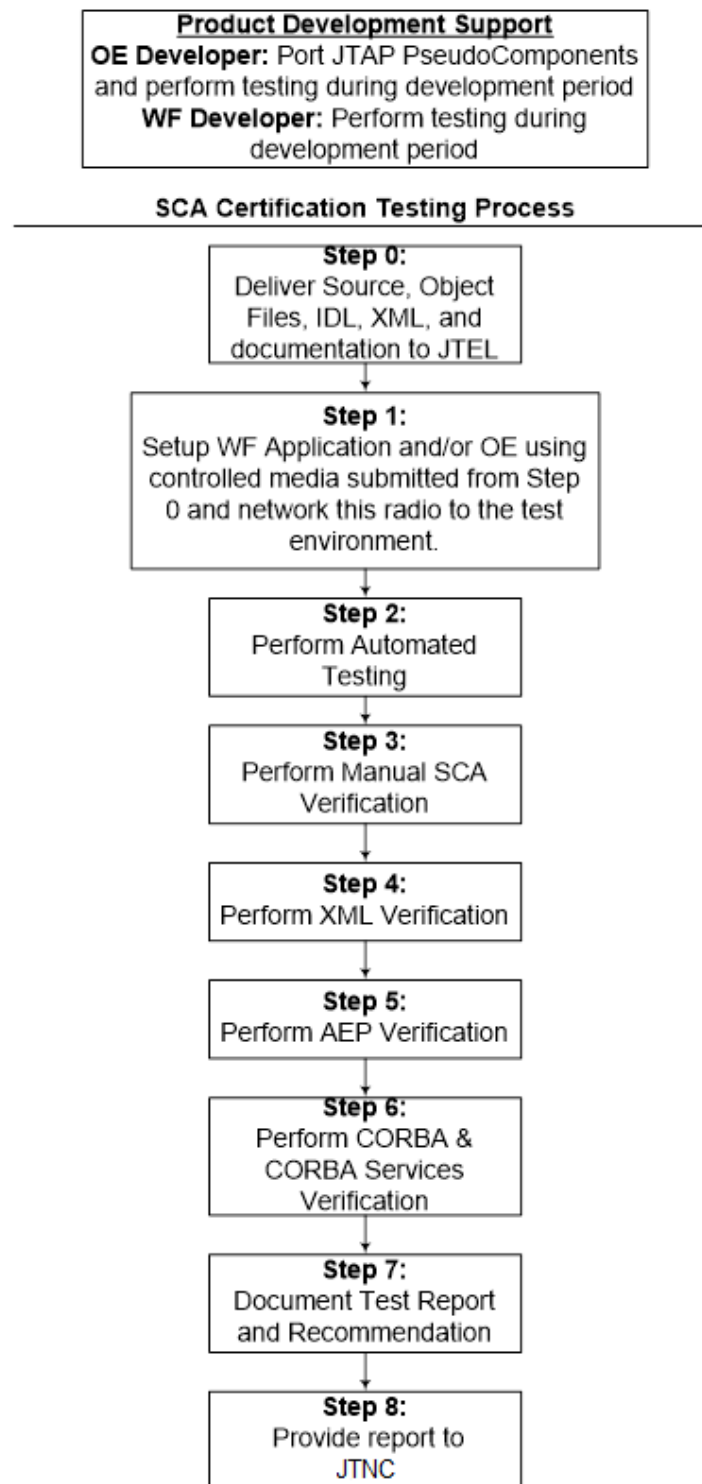 Product Development Support
OE Developer: Port JTAP PseudoComponents
and perform testing during development period
WF Developer: Perform testing during
development period
SCA Certification Testing Process
Step 0:
Deliver Source, Object
Files, IDL, XML, and
documentation to JTEL
Step 1:
Setup WF Application and/or OE using
controlled media submitted from Step
0 and network this radio to the test
environment.
Step 2:
Perform Automated
Testing
Step 3:
Perform Manual SCA
Verification
Step 4:
Perform XML Verification
Step 5:
Perform AEP Verification
Step 6:
Perform CORBA &
CORBA Services
Verification
Step 7:
Document Test Report
and Recommendation
Step 8:
Provide report to
JTNC